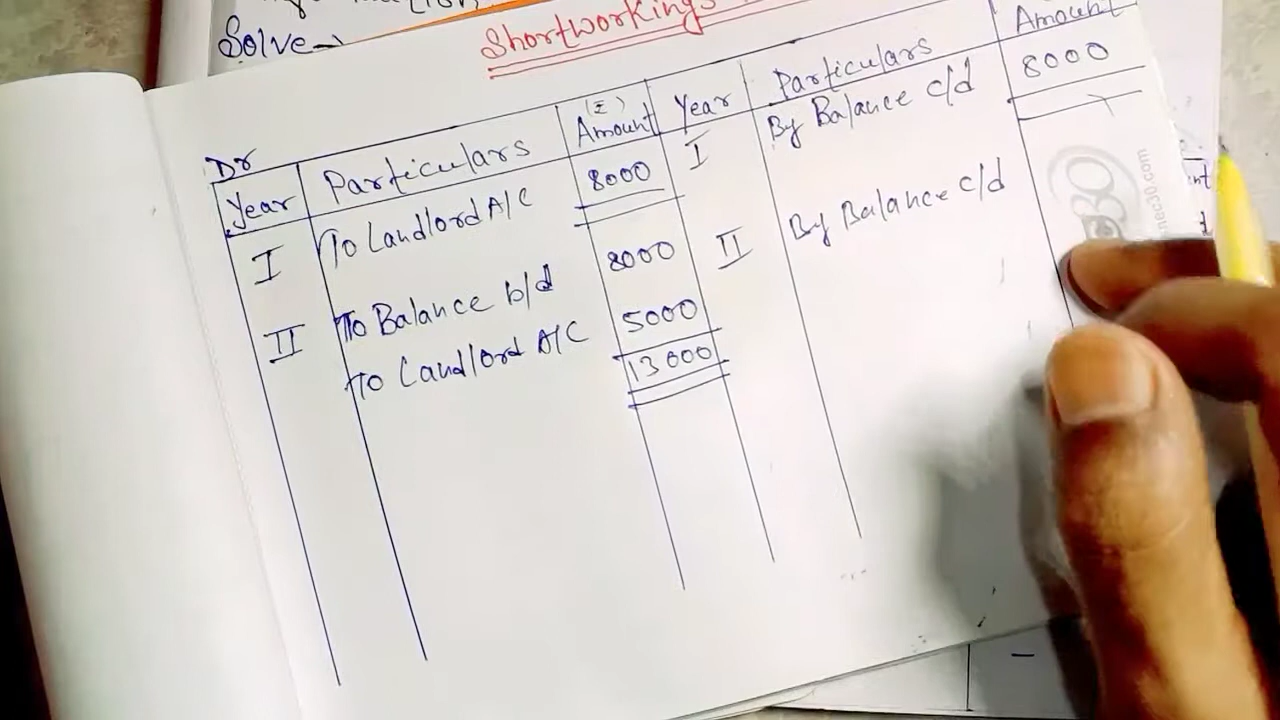 Solve→
Shortworkings
Dr
Year Particulars (₹) Amount Year Particulars Amount
I To Landlord A/C 8000 I By Balance c/d 8000
II To Balance b/d 8000 II By Balance c/d
To Landlord A/C 5000
13000